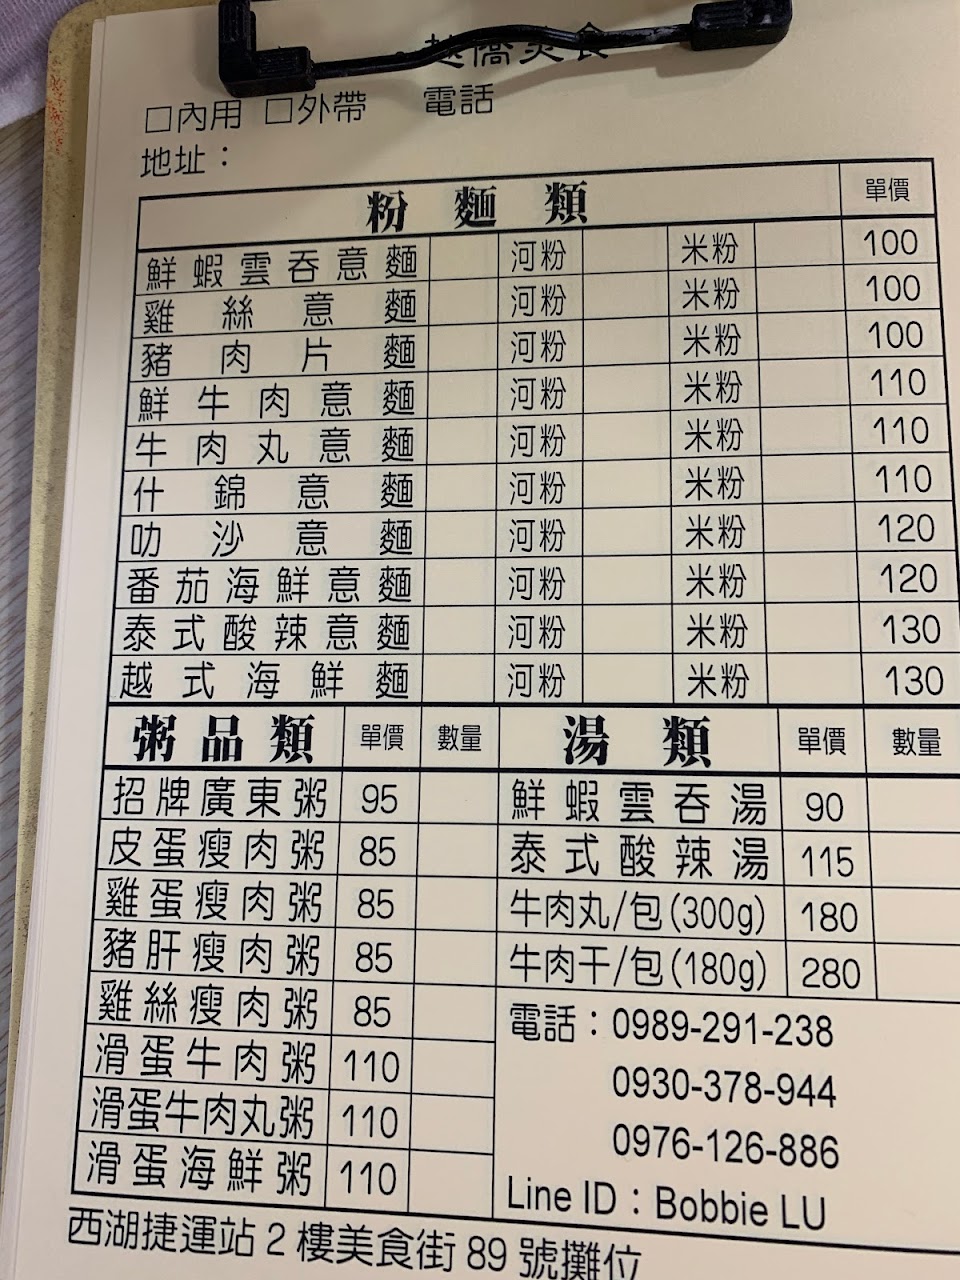 越僑美食
□內用 □外帶 電話
地址：
粉麵類 單價
鮮蝦雲吞意麵 河粉 米粉 100
雞絲意麵 河粉 米粉 100
豬肉片麵 河粉 米粉 100
鮮牛肉意麵 河粉 米粉 110
牛肉丸意麵 河粉 米粉 110
什錦意麵 河粉 米粉 110
叻沙意麵 河粉 米粉 120
番茄海鮮意麵 河粉 米粉 120
泰式酸辣意麵 河粉 米粉 130
越式海鮮麵 河粉 米粉 130
粥品類 單價 數量 湯類 單價 數量
招牌廣東粥 95 鮮蝦雲吞湯 90
皮蛋瘦肉粥 85 泰式酸辣湯 115
雞蛋瘦肉粥 85 牛肉丸/包(300g) 180
豬肝瘦肉粥 85 牛肉干/包(180g) 280
雞絲瘦肉粥 85 電話：0989-291-238
滑蛋牛肉粥 110 0930-378-944
滑蛋牛肉丸粥 110 0976-126-886
滑蛋海鮮粥 110 Line ID：Bobbie LU
西湖捷運站 2 樓美食街 89 號攤位